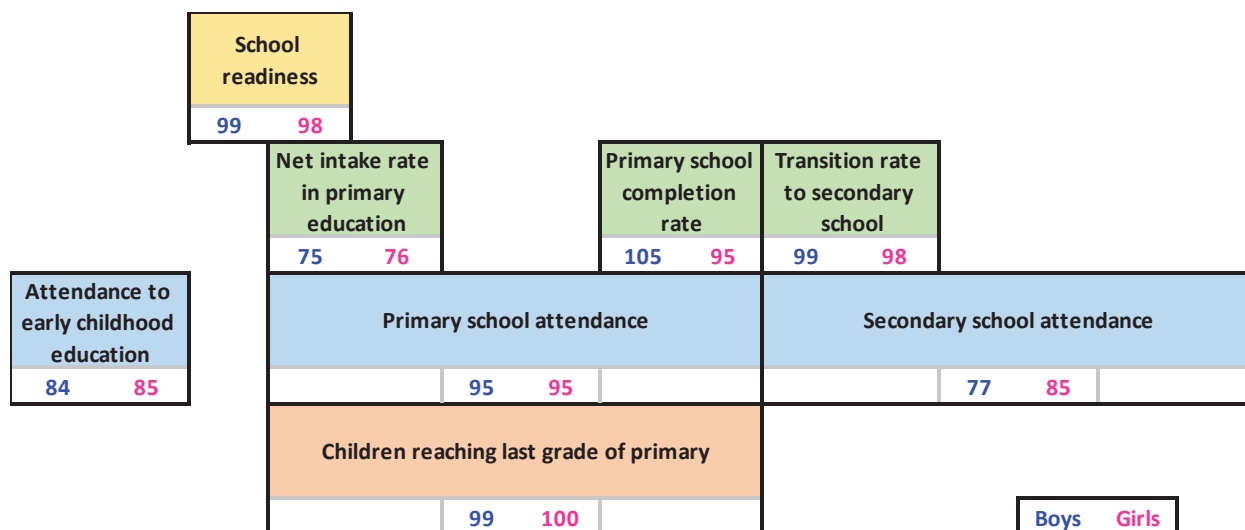 School
readiness
99 98
Net intake rate
in primary
education
75 76
Primary school
completion
rate
105 95
Transition rate
to secondary
school
99 98
Attendance to
early childhood
education
84 85
Primary school attendance
95 95
Secondary school attendance
77 85
Children reaching last grade of primary
99 100
Boys Girls